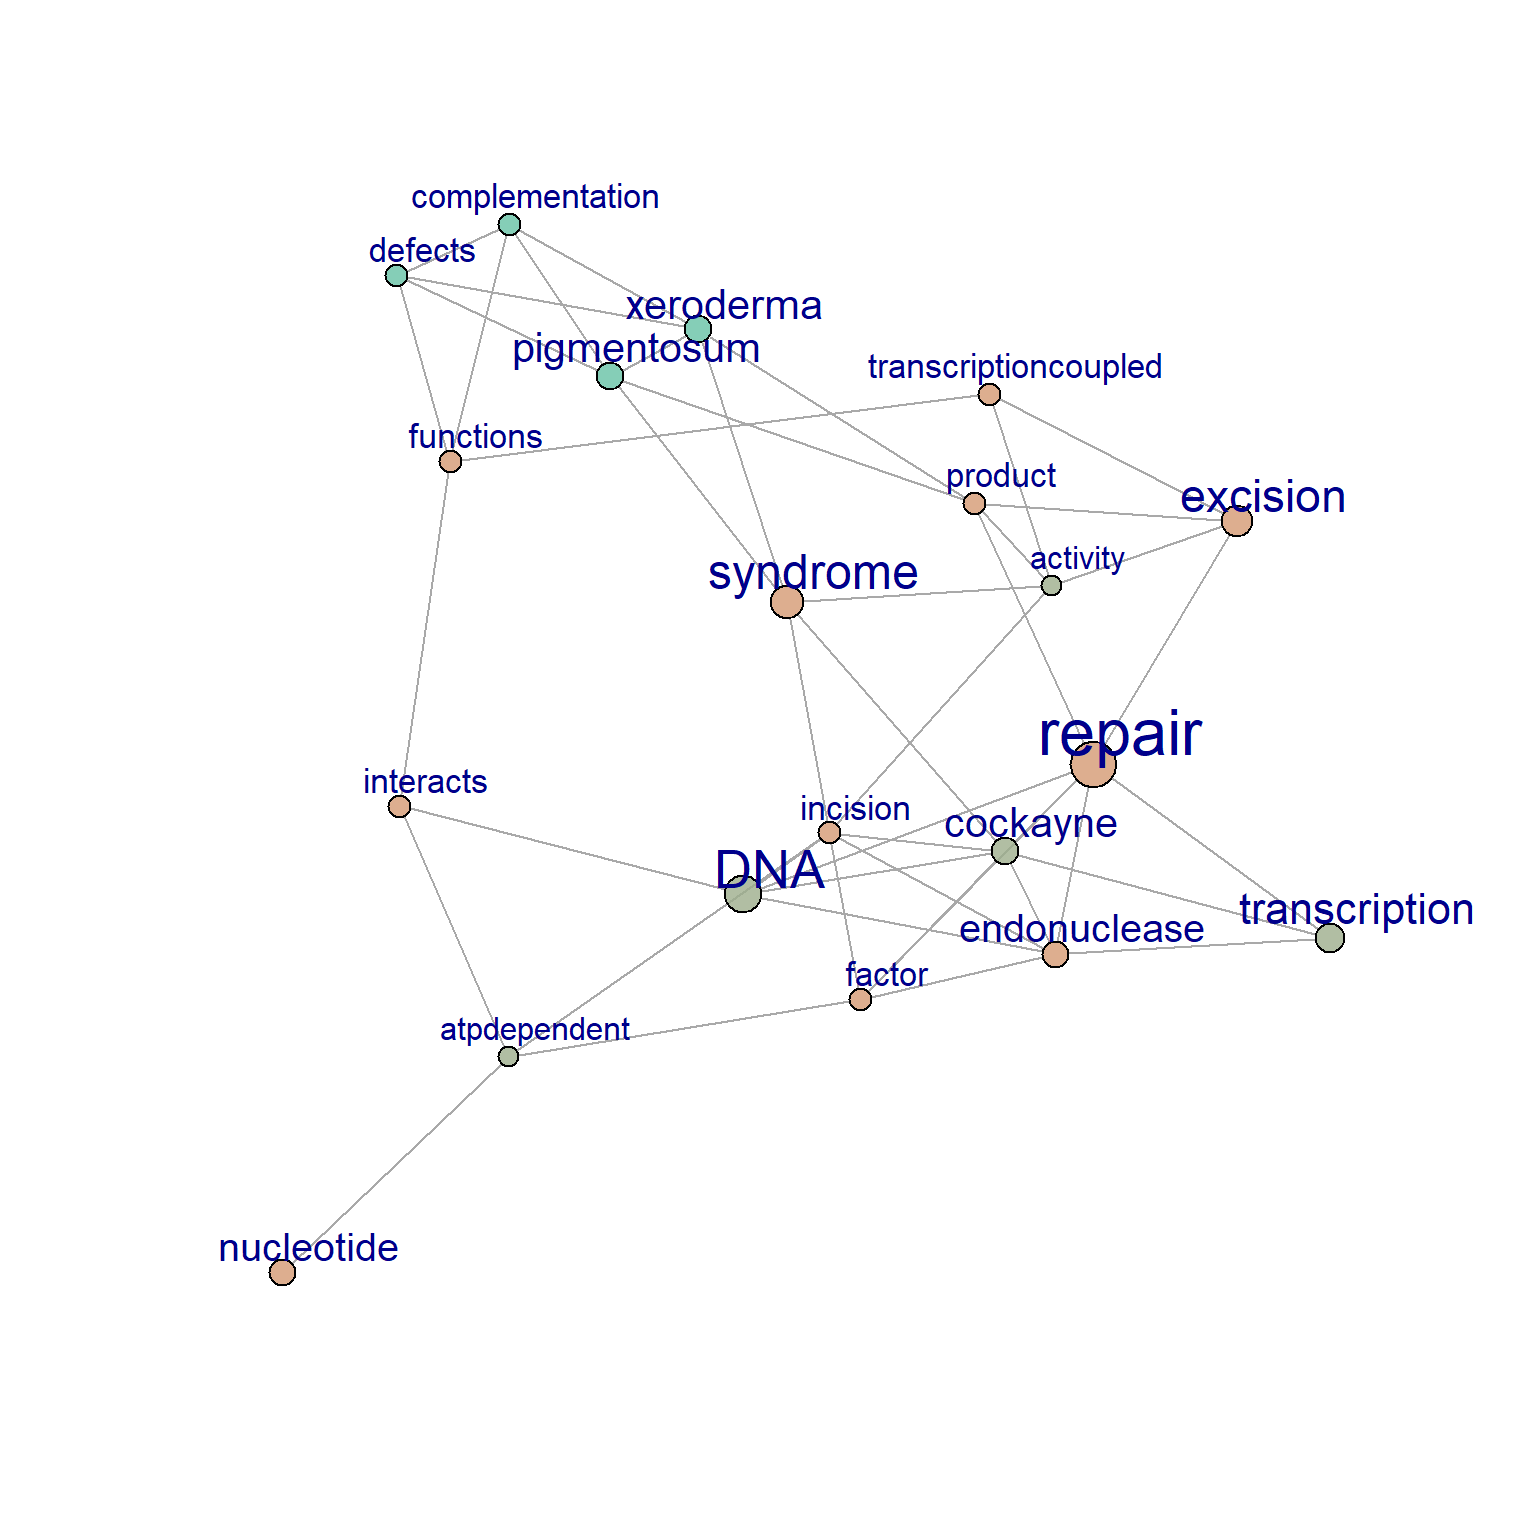 complementation
defects
xeroderma
pigmentosum
transcriptioncoupled
functions
product
excision
activity
syndrome
repair
interacts
incision
cockayne
DNA
transcription
endonuclease
factor
atpdependent
nucleotide